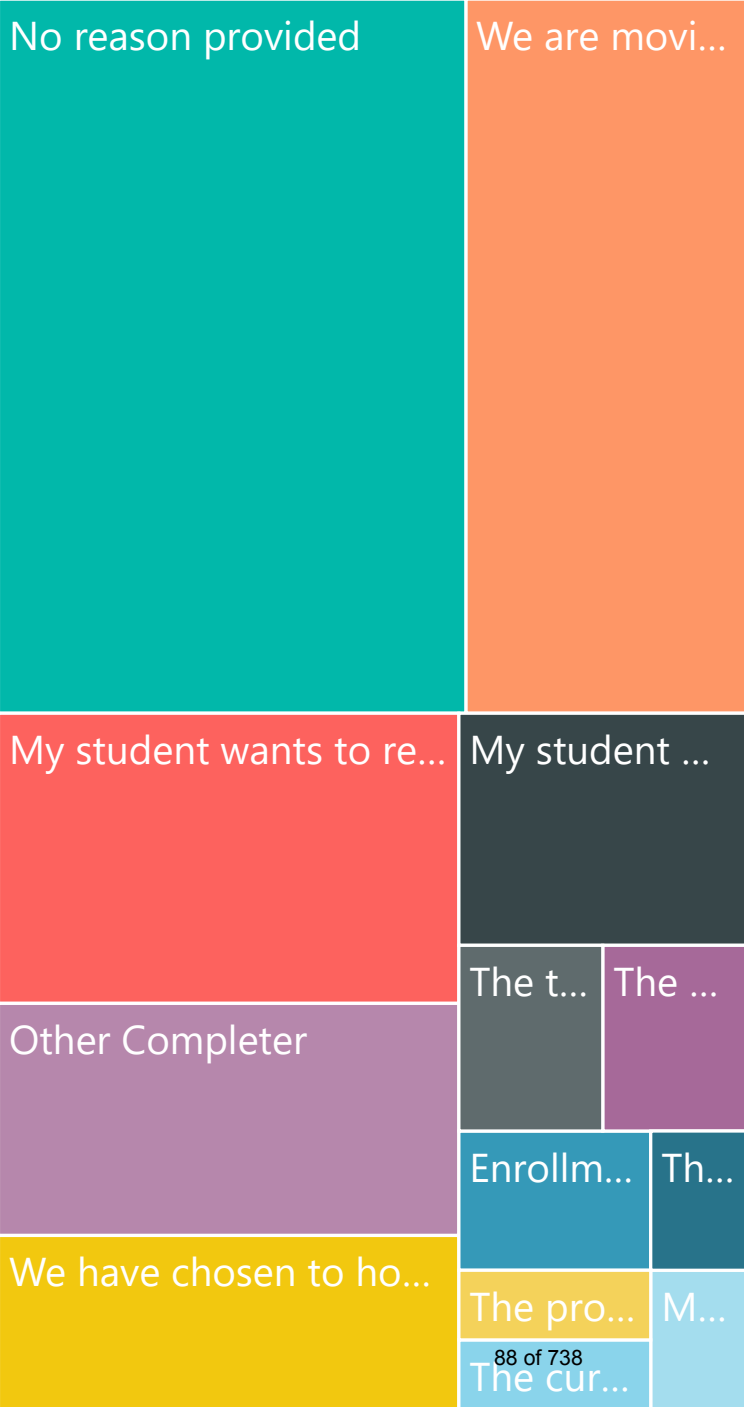 No reason provided
We are movi...
My student wants to re...
My student ...
The t...
The ...
Other Completer
Enrollm...
Th...
We have chosen to ho...
The pro...
M...
88 of 738
The cur...